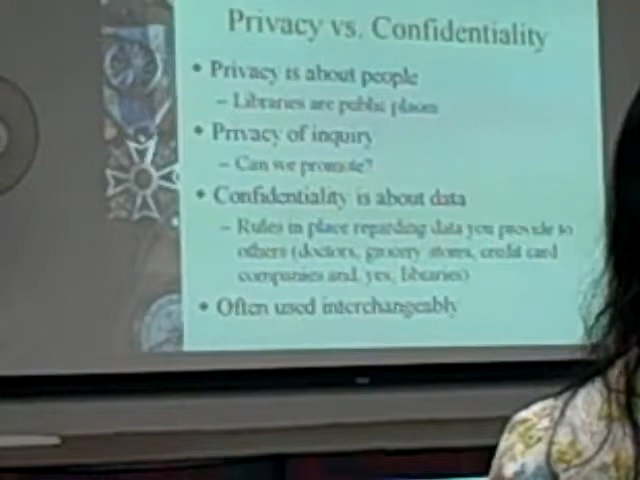 Privacy vs. Confidentiality
• Privacy is about people
– Libraries are public places
• Privacy of inquiry
– Can we promote?
• Confidentiality is about data
– Rules in place regarding data you provide to
others (doctors, grocery stores, credit card
companies and, yes, libraries)
• Often used interchangeably